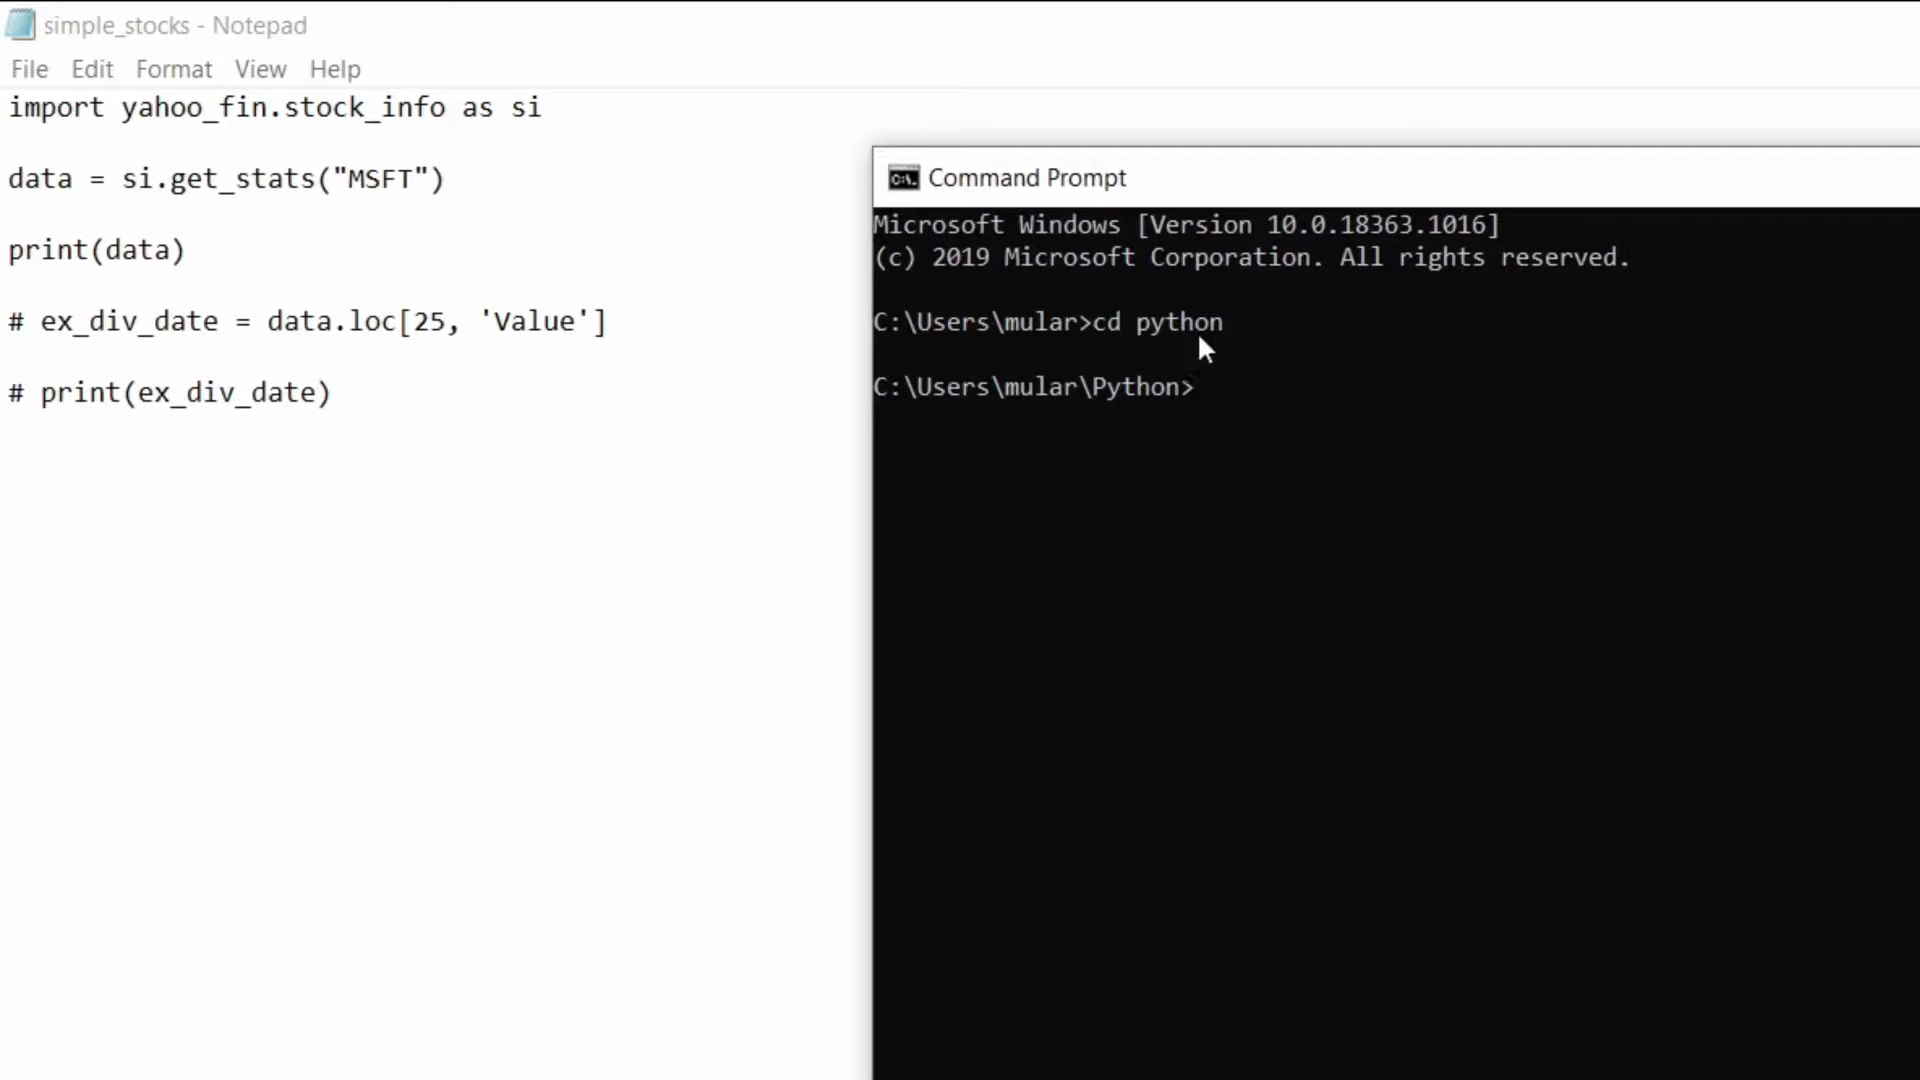 simple_stocks - Notepad
File Edit Format View Help
import yahoo_fin.stock_info as si
data = si.get_stats("MSFT")
print(data)
# ex_div_date = data.loc[25, 'Value']
# print(ex_div_date)
C:\. Command Prompt
Microsoft Windows [Version 10.0.18363.1016]
(c) 2019 Microsoft Corporation. All rights reserved.
C:\Users\mular>cd python
C:\Users\mular\Python>